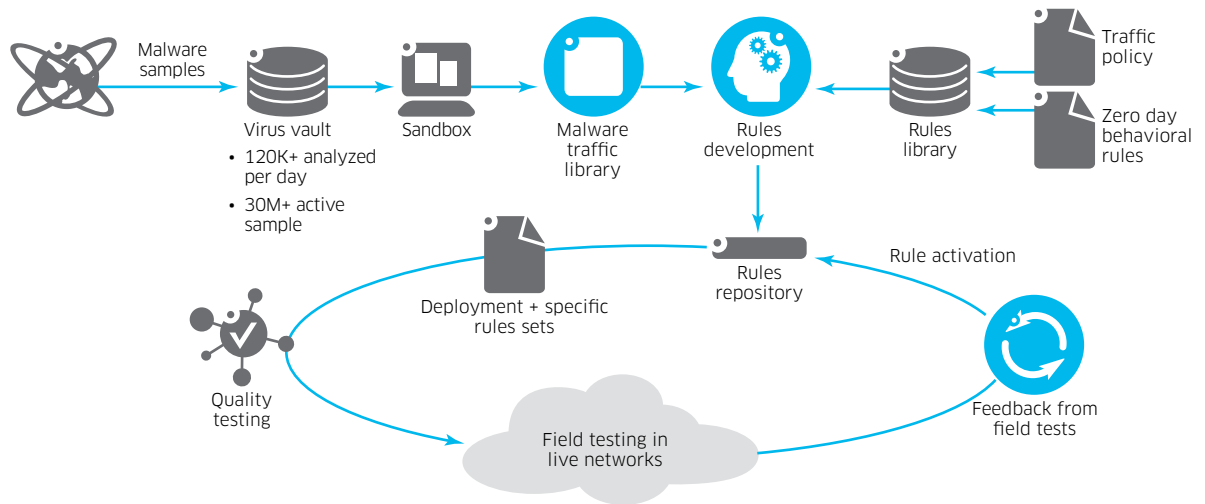 Malware
samples
Virus vault
• 120K+ analyzed
per day
• 30M+ active
sample
Sandbox
Malware
traffic
library
Rules
development
Rules
library
Traffic
policy
Zero day
behavioral
rules
Rules
repository
Rule activation
Deployment + specific
rules sets
Quality
testing
Field testing in
live networks
Feedback from
field tests